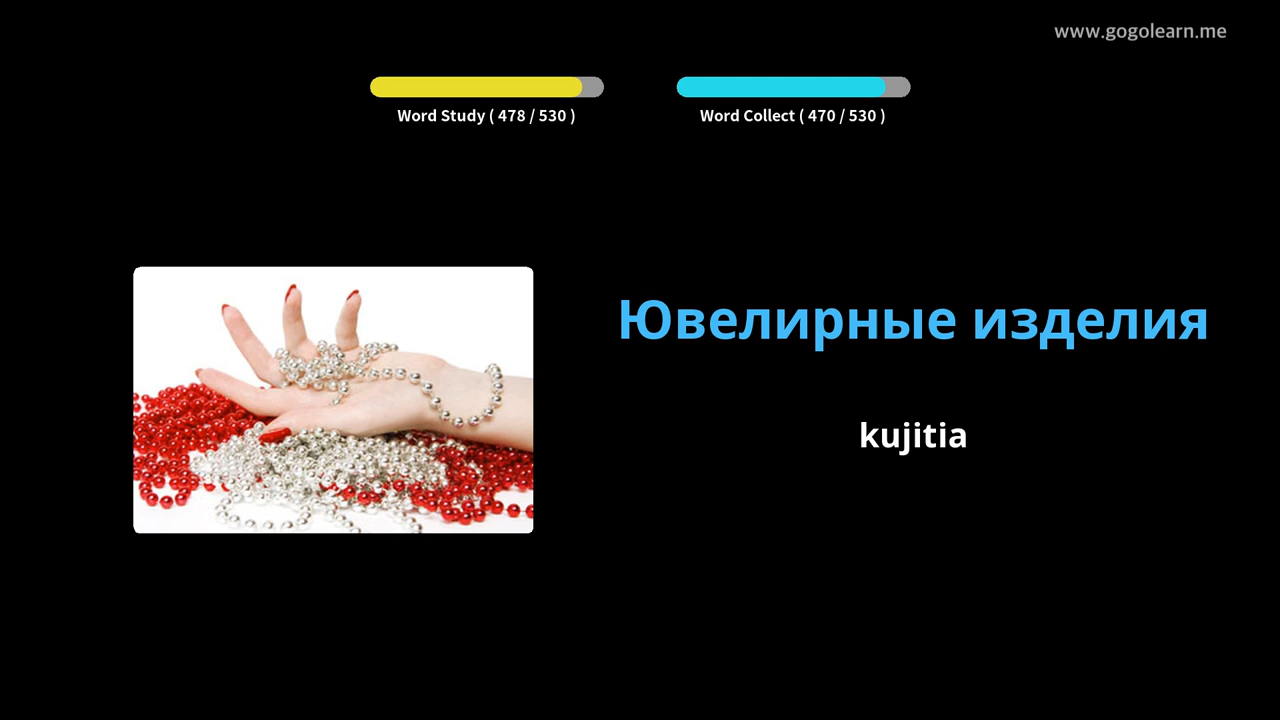 www.gogolearn.me
Word Study ( 478 / 530 )
Word Collect ( 470 / 530 )
Ювелирные изделия
kujitia